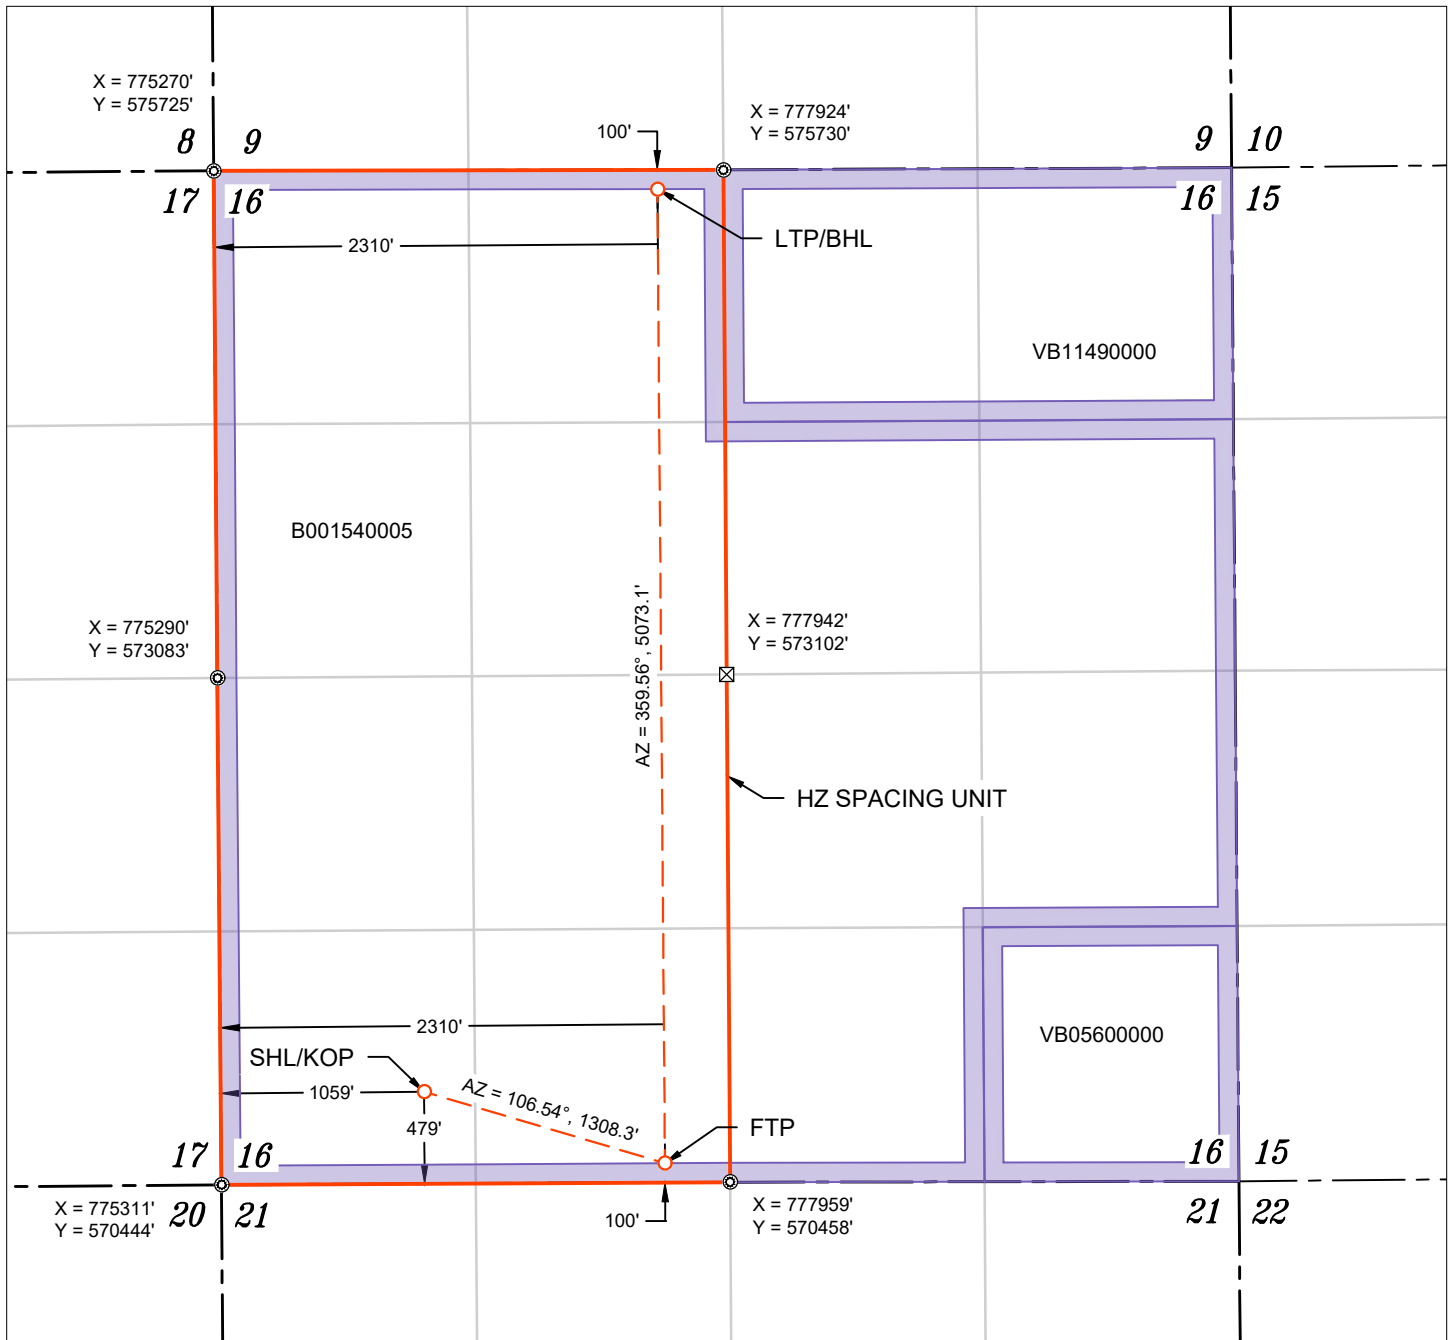 X = 775270'
Y = 575725'
X = 777924'
Y = 575730'
100'
8 9
9 10
17 16
16 15
2310'
LTP/BHL
VB11490000
B001540005
AZ = 359.56°, 5073.1'
X = 775290'
Y = 573083'
X = 777942'
Y = 573102'
HZ SPACING UNIT
2310'
VB05600000
SHL/KOP
1059'
AZ = 106.54°, 1308.3'
479'
FTP
17 16
16 15
X = 775311'
Y = 570444'
20 21
100'
X = 777959'
Y = 570458'
21 22